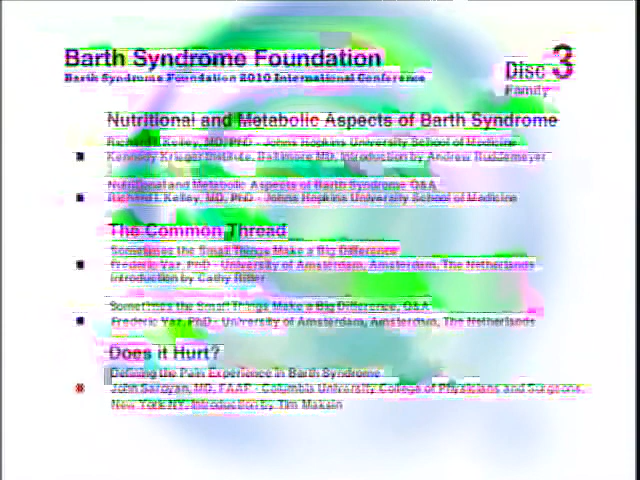 Barth Syndrome Foundation
Barth Syndrome Foundation 2010 International Conference
Disc 3
Family
Nutritional and Metabolic Aspects of Barth Syndrome
Richard I. Kelley, MD, PhD - Johns Hopkins University School of Medicine
Kennedy Krieger Institute, Baltimore MD, Introduction by Andrew
Nutritional and Metabolic Aspects of Barth Syndrome Q&A
Richard I. Kelley, MD, PhD - Johns Hopkins University School of Medicine
The Common Thread
Sometimes the Small Things Make a Big Difference
Frederic Vaz, PhD - University of Amsterdam, Amsterdam, The Netherlands
Introduction by Cathy Ritter
Sometimes the Small Things Make a Big Difference, Q&A
Frederic Vaz, PhD - University of Amsterdam, Amsterdam, The Netherlands
Does it Hurt?
Defining the Pain Experience in Barth Syndrome
John Saroyan, MD, FAAP - Columbia University College of Physicians and Surgeons,
New York NY, Introduction by Tim